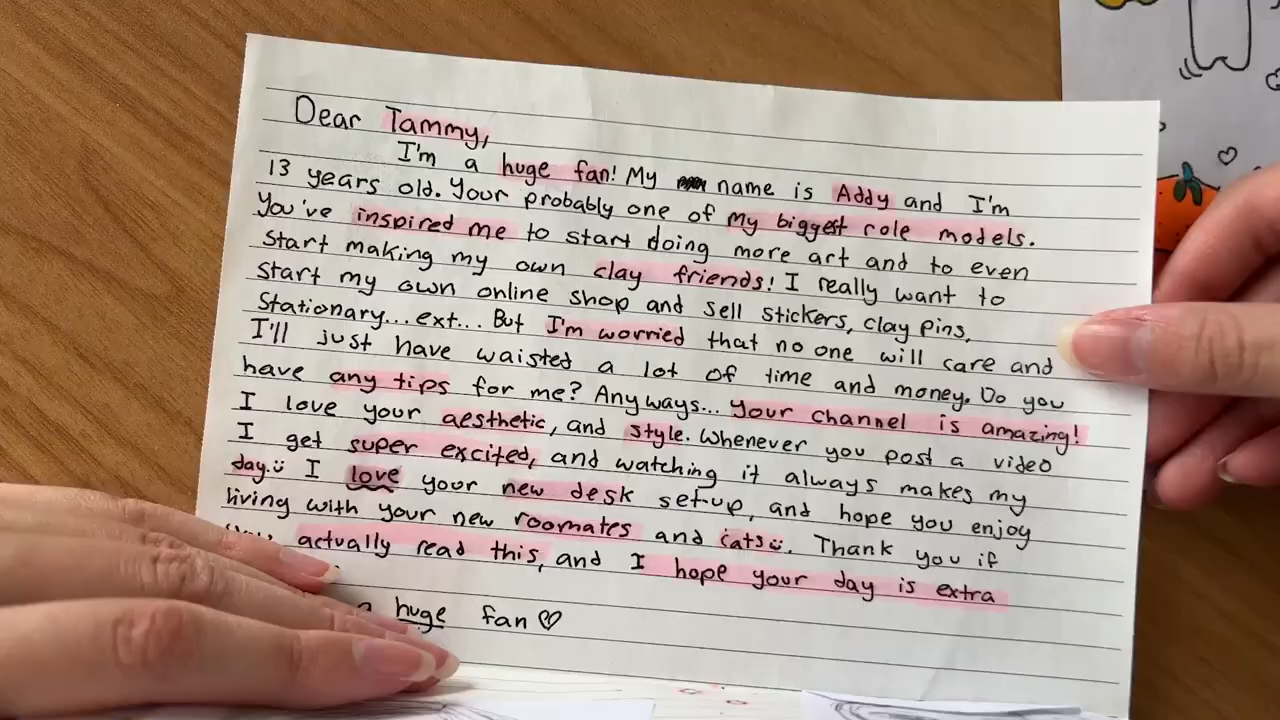 Dear Tammy,
I'm a huge fan! My name is Addy and I'm
13 years old. Your probably one of my biggest role models.
You've inspired me to start doing more art and to even
start making my own clay friends! I really want to
start my own online shop and sell stickers, clay pins,
stationary...ext... But I'm worried that no one will care and
I'll just have waisted a lot of time and money. Do you
have any tips for me? Anyways... your channel is amazing!
I love your aesthetic, and style. Whenever you post a video
I get super excited, and watching it always makes my
day.ü I love your new desk set-up, and hope you enjoy
living with your new roomates and catsü. Thank you if
actually read this, and I hope your day is extra
huge fan ♡